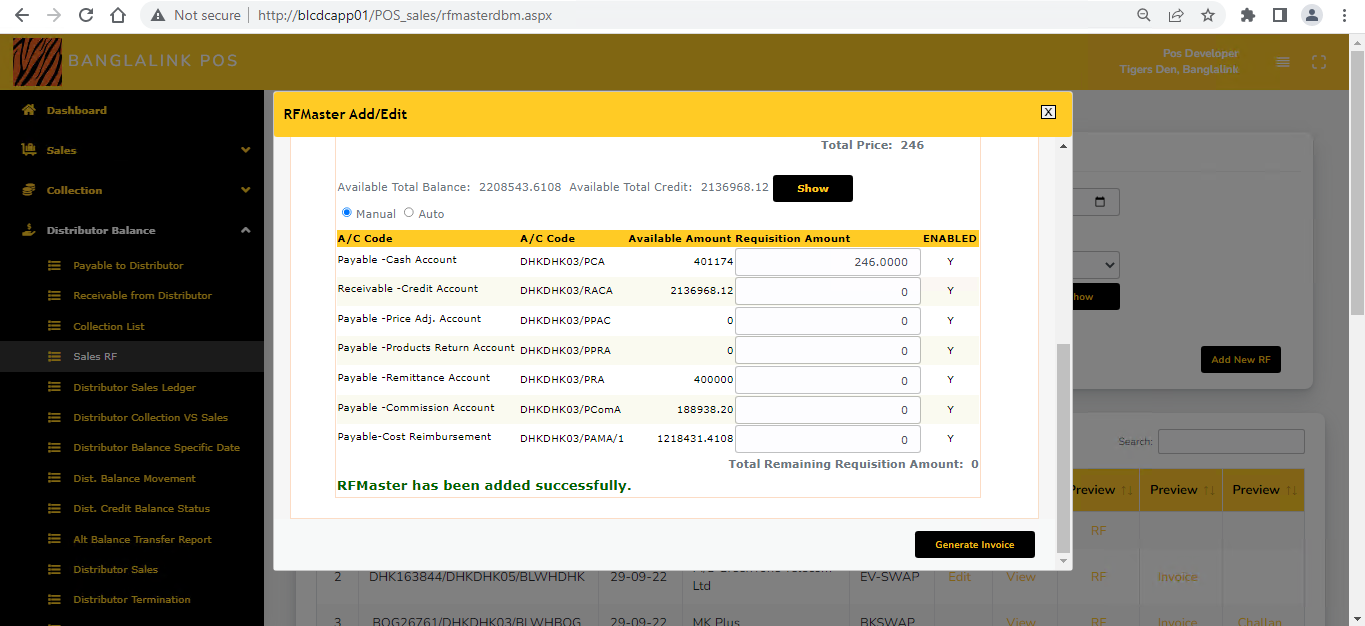 Not secure | http://blcdcapp01/POS_sales/rfmasterdbm.aspx
BANGLALINK POS
Pos Developer
Tigers Den, Banglalink
Dashboard
Sales
Collection
Distributor Balance
Payable to Distributor
Receivable from Distributor
Collection List
Sales RF
Distributor Sales Ledger
Distributor Collection VS Sales
Distributor Balance Specific Date
Dist. Balance Movement
Dist. Credit Balance Status
Alt Balance Transfer Report
Distributor Sales
Distributor Termination
RFMaster Add/Edit
X
Total Price: 246
Available Total Balance: 2208543.6108 Available Total Credit: 2136968.12 Show
Manual Auto
A/C Code A/C Code Available Amount Requisition Amount ENABLED
Payable -Cash Account DHKDHK03/PCA 401174 246.0000 Y
Receivable -Credit Account DHKDHK03/RACA 2136968.12 0 Y
Payable -Price Adj. Account DHKDHK03/PPAC 0 0 Y
Payable -Products Return Account DHKDHK03/PPRA 0 0 Y
Payable -Remittance Account DHKDHK03/PRA 400000 0 Y
Payable -Commission Account DHKDHK03/PComA 188938.20 0 Y
Payable-Cost Reimbursement DHKDHK03/PAMA/1 1218431.4108 0 Y
Total Remaining Requisition Amount: 0
RFMaster has been added successfully.
Generate Invoice
how
Add New RF
Search:
Preview Preview Preview
RF
2 DHK163844/DHKDHK05/BLWHDHK 29-09-22 Ltd EV-SWAP Edit View RF Invoice
3 BOG26761/DHKDHK03/BLWHBOG 29-09-22 MK Plus BKSWAP View RF Invoice Challan